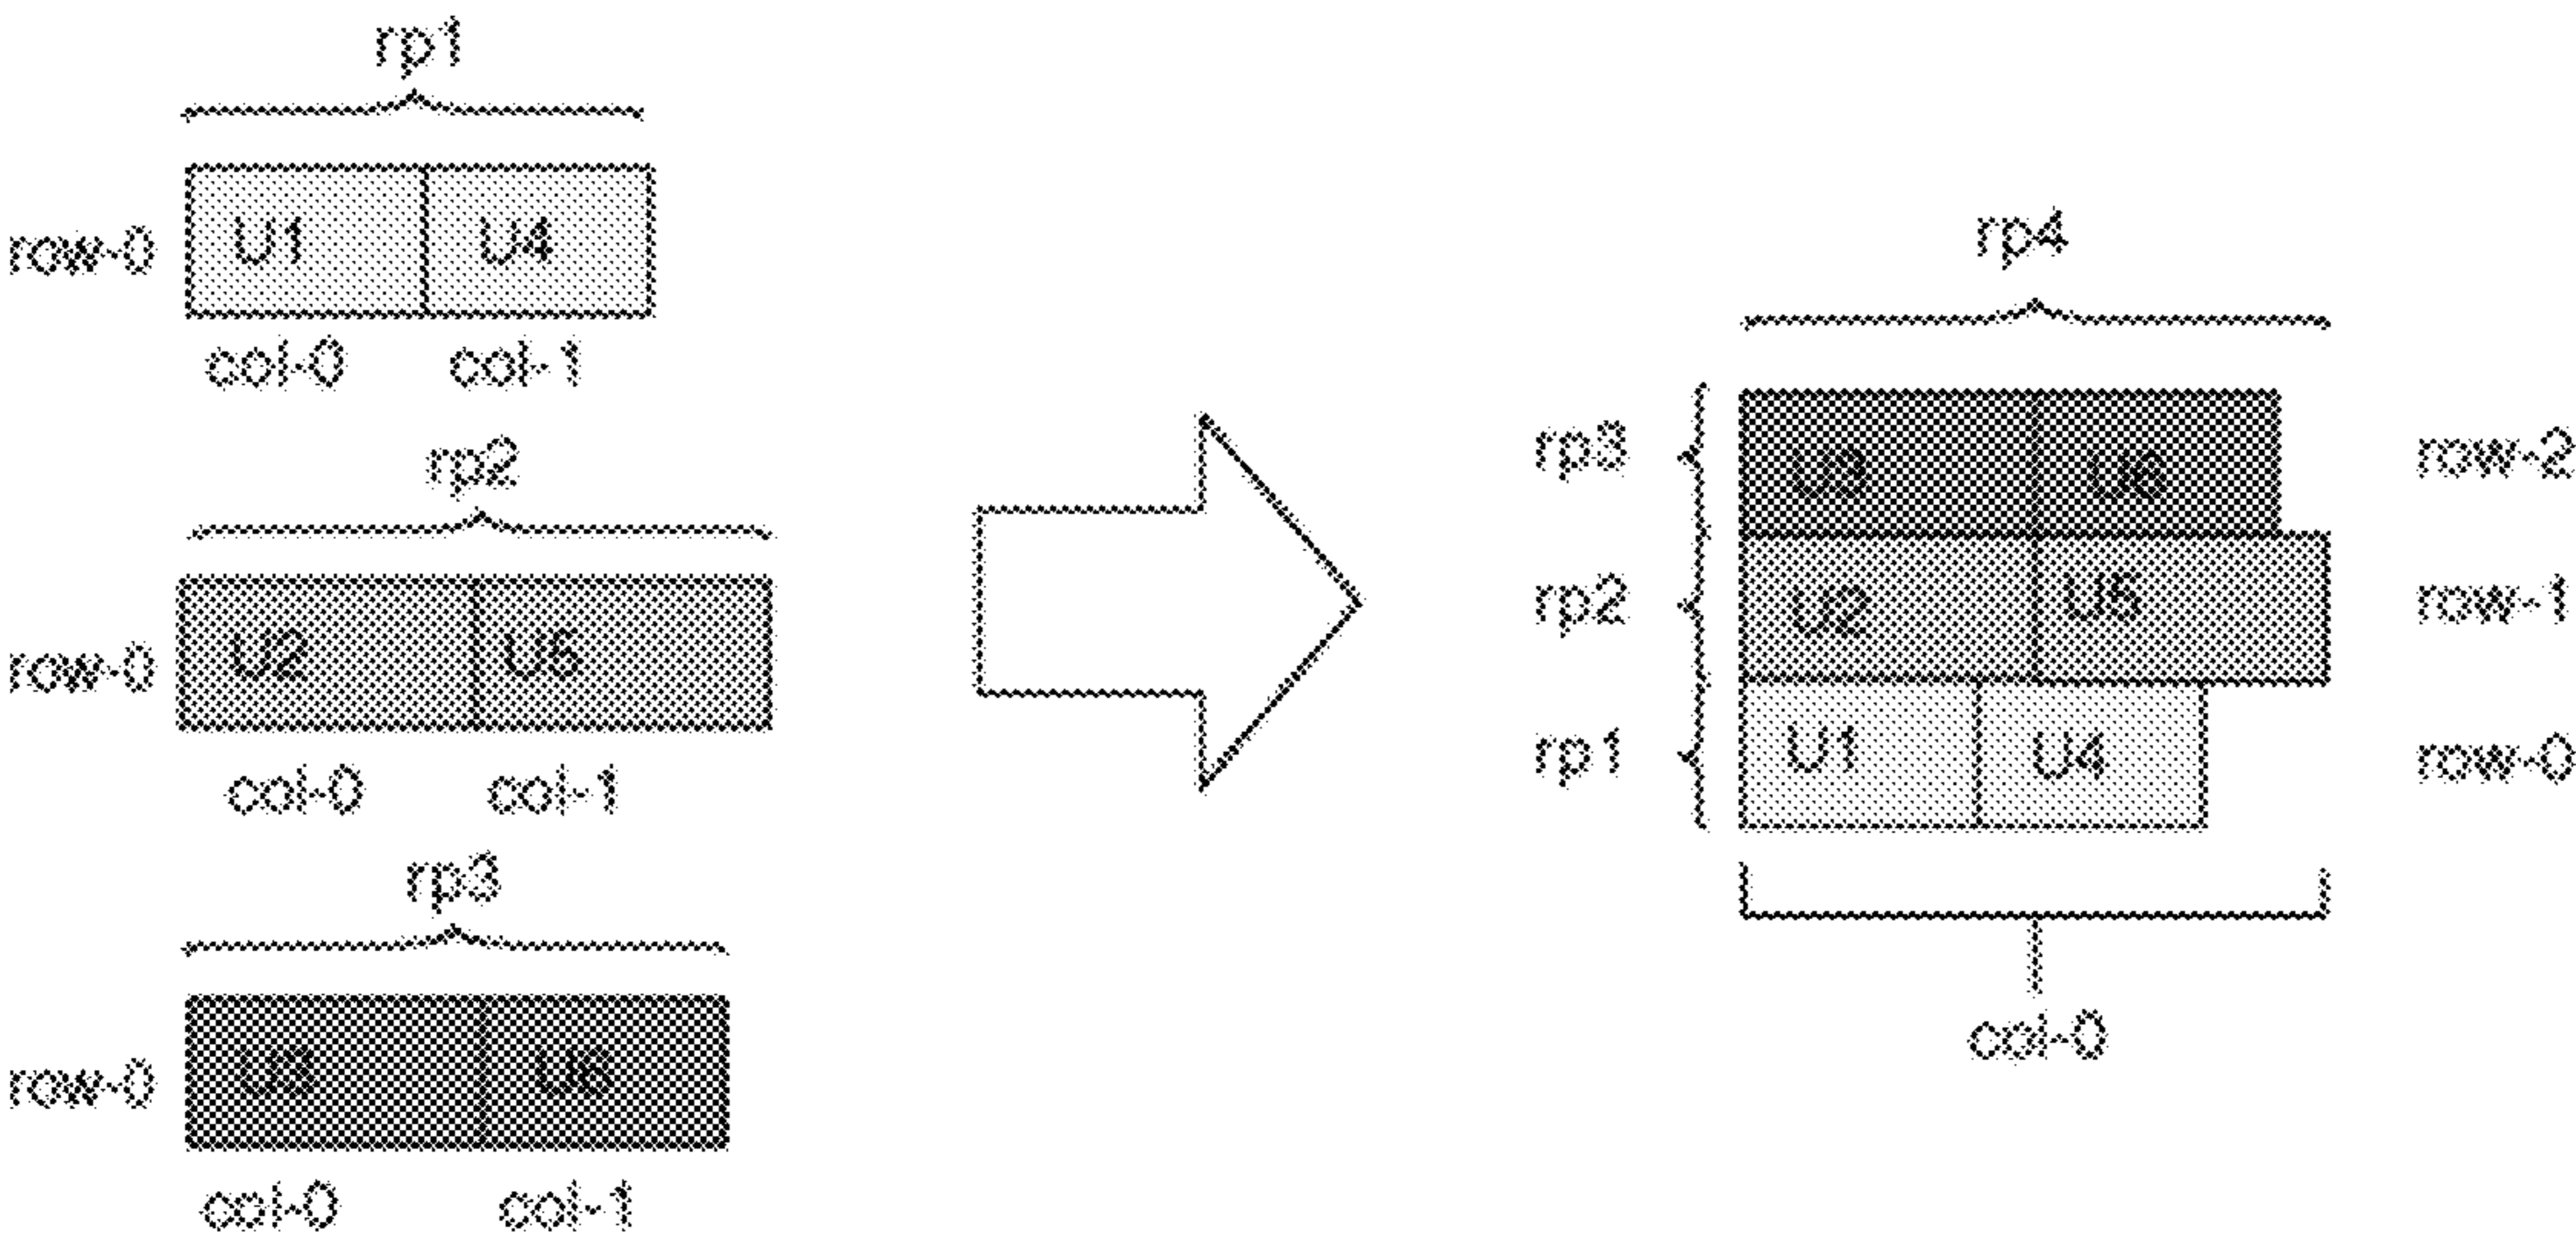 rp1
row-0 U1 U4
col-0 col-1
rp2
row-0 U2 U5
col-0 col-1
rp3
row-0 U3 U6
col-0 col-1
rp4
rp3 U3 U6 row-2
rp2 U2 U5 row-1
rp1 U1 U4 row-0
col-0